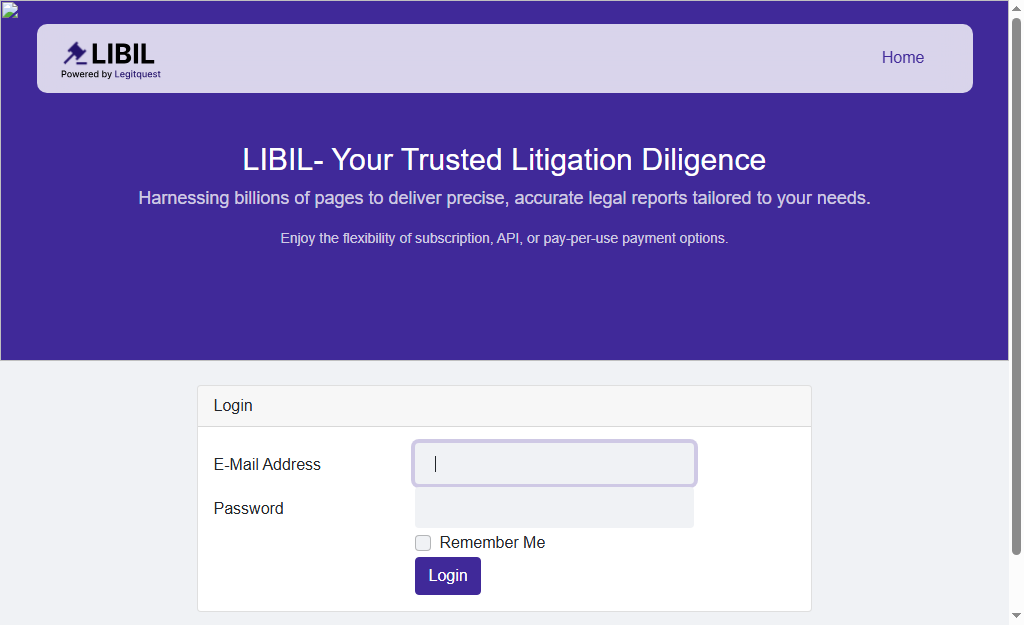 LIBIL
Powered by Legitquest
Home
LIBIL- Your Trusted Litigation Diligence
Harnessing billions of pages to deliver precise, accurate legal reports tailored to your needs.
Enjoy the flexibility of subscription, API, or pay-per-use payment options.
Login
E-Mail Address
Password
Remember Me
Login